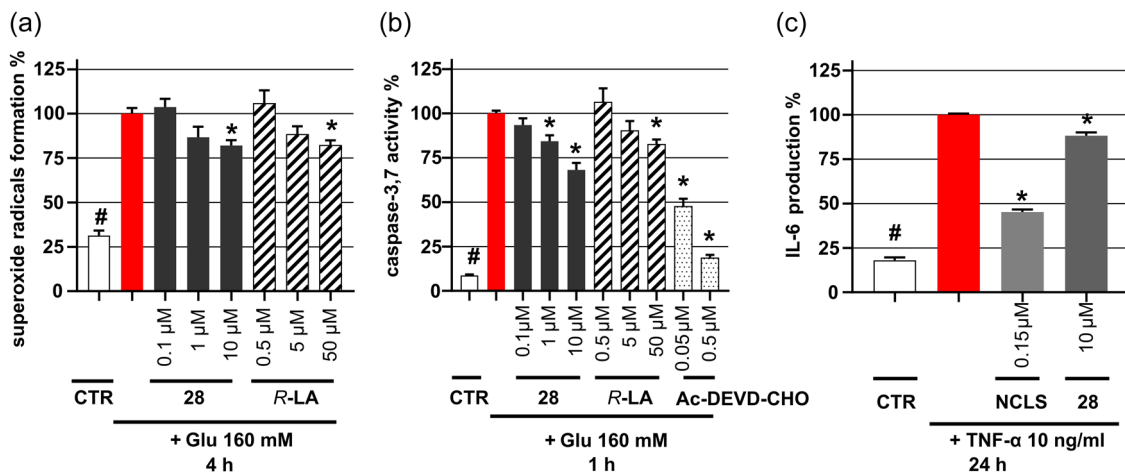 (a)
superoxide radicals formation %
125
100
75
50
25
0
#
*
*
0.1 µM
1 µM
10 µM
0.5 µM
5 µM
50 µM
CTR
28
R-LA
+ Glu 160 mM
4 h
(b)
caspase-3,7 activity %
125
100
75
50
25
0
#
*
*
*
*
*
0.1µM
1 µM
10 µM
0.5 µM
5 µM
50 µM
0.05µM
0.5µM
CTR
28
R-LA
Ac-DEVD-CHO
+ Glu 160 mM
1 h
(c)
IL-6 production %
125
100
75
50
25
0
#
*
*
0.15µM
10 µM
CTR
NCLS
28
+ TNF-α 10 ng/ml
24 h